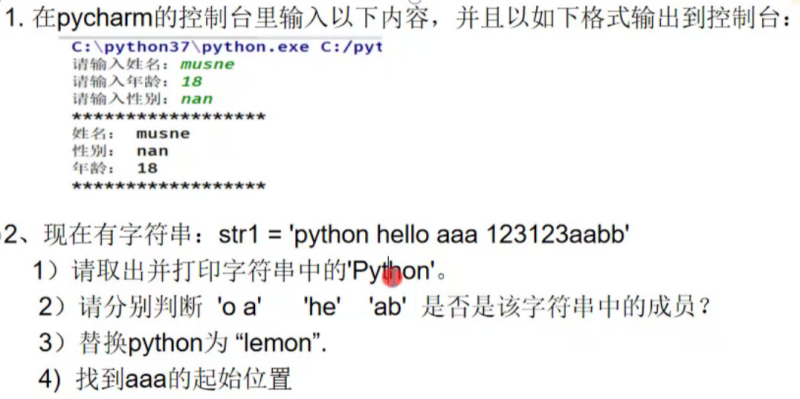 1. 在pycharm的控制台里输入以下内容，并且以如下格式输出到控制台：
C:\python37\python.exe C:/pyt
请输入姓名：musne
请输入年龄：18
请输入性别：nan
******************
姓名： musne
性别： nan
年龄： 18
******************
2、现在有字符串：str1 = 'python hello aaa 123123aabb'
1）请取出并打印字符串中的'Python'。
2）请分别判断 'o a' 'he' 'ab' 是否是该字符串中的成员？
3）替换python为 “lemon”.
4) 找到aaa的起始位置